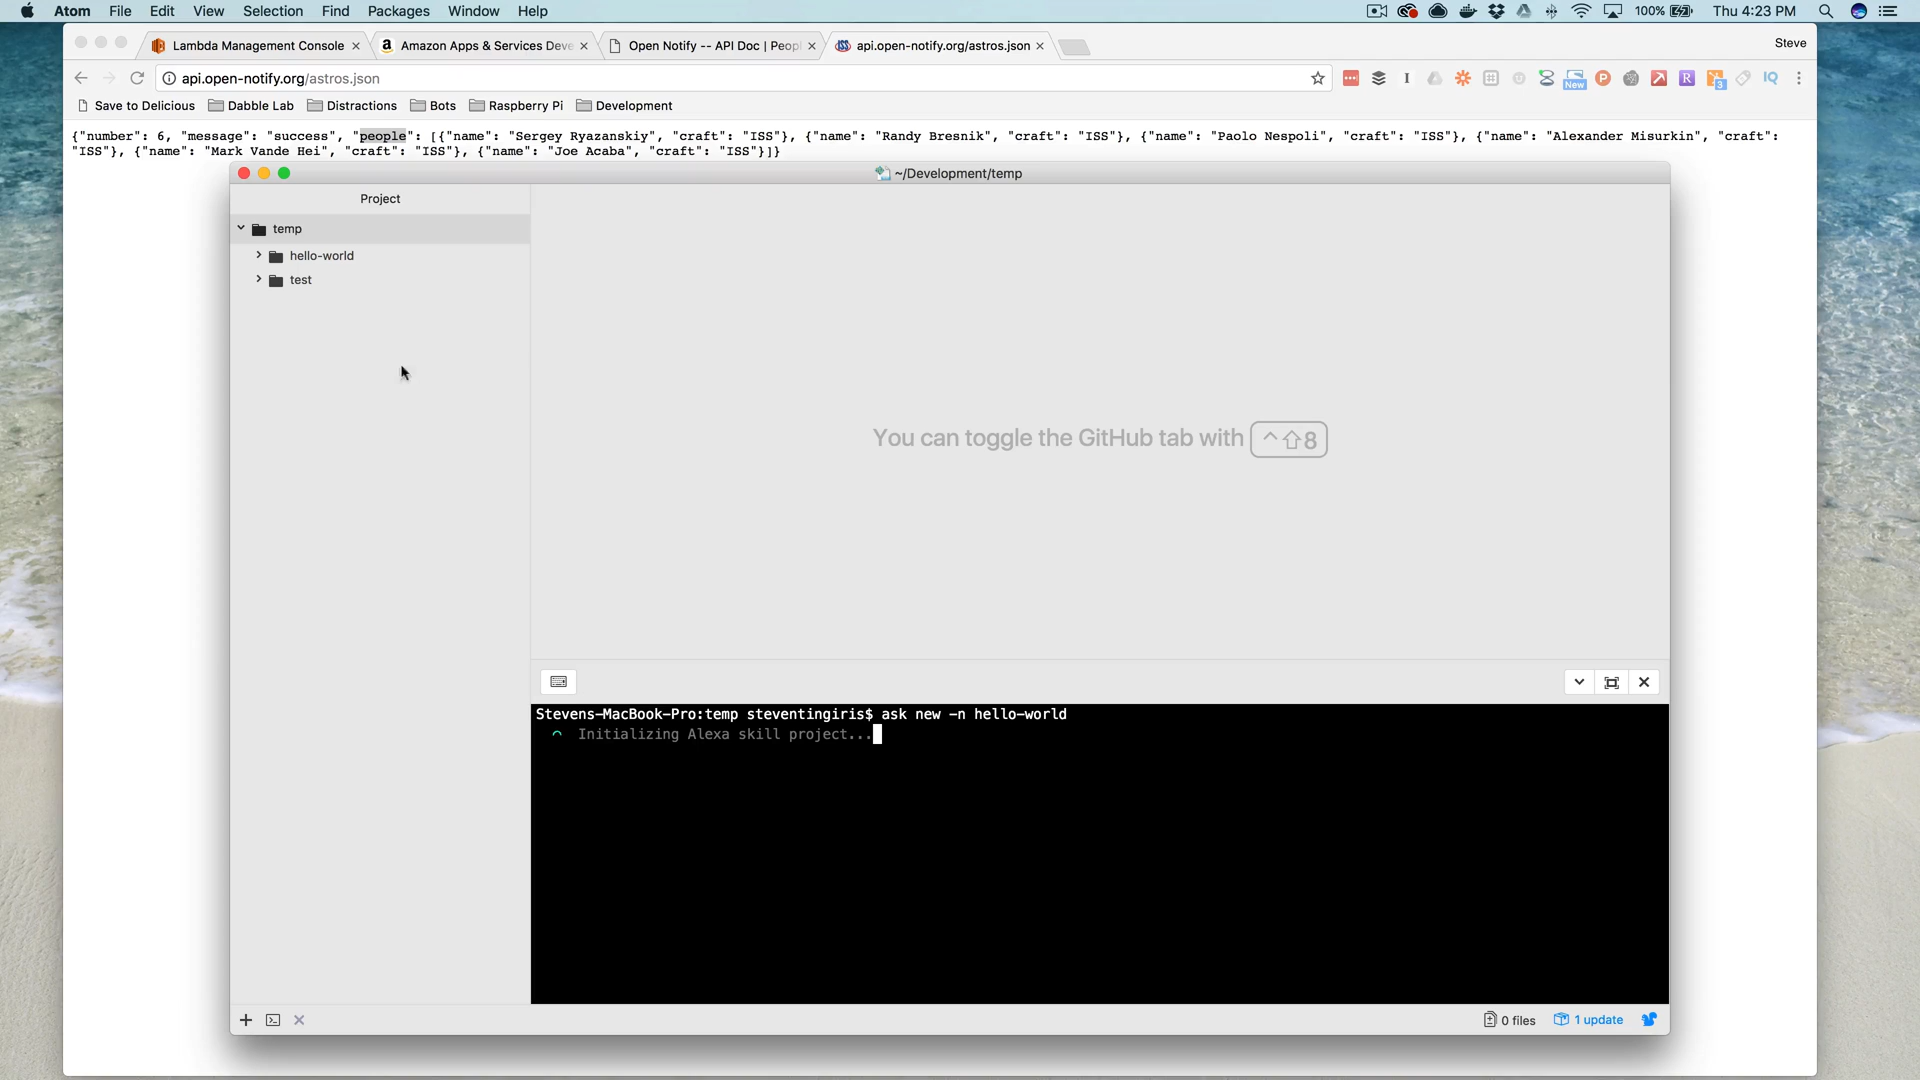 Atom File Edit View Selection Find Packages Window Help 100% Thu 4:23 PM
Lambda Management Console Amazon Apps & Services Deve Open Notify -- API Doc | Peopl api.open-notify.org/astros.json Steve
api.open-notify.org/astros.json
New 3 P R IQ
Save to Delicious Dabble Lab Distractions Bots Raspberry Pi Development
{"number": 6, "message": "success", "people": [{"name": "Sergey Ryazanskiy", "craft": "ISS"}, {"name": "Randy Bresnik", "craft": "ISS"}, {"name": "Paolo Nespoli", "craft": "ISS"}, {"name": "Alexander Misurkin", "craft":
"ISS"}, {"name": "Mark Vande Hei", "craft": "ISS"}, {"name": "Joe Acaba", "craft": "ISS"}]}
~/Development/temp
Project
temp
hello-world
test
You can toggle the GitHub tab with ⌃⇧8
Stevens-MacBook-Pro:temp steventingiris$ ask new -n hello-world
Initializing Alexa skill project...
0 files 1 update